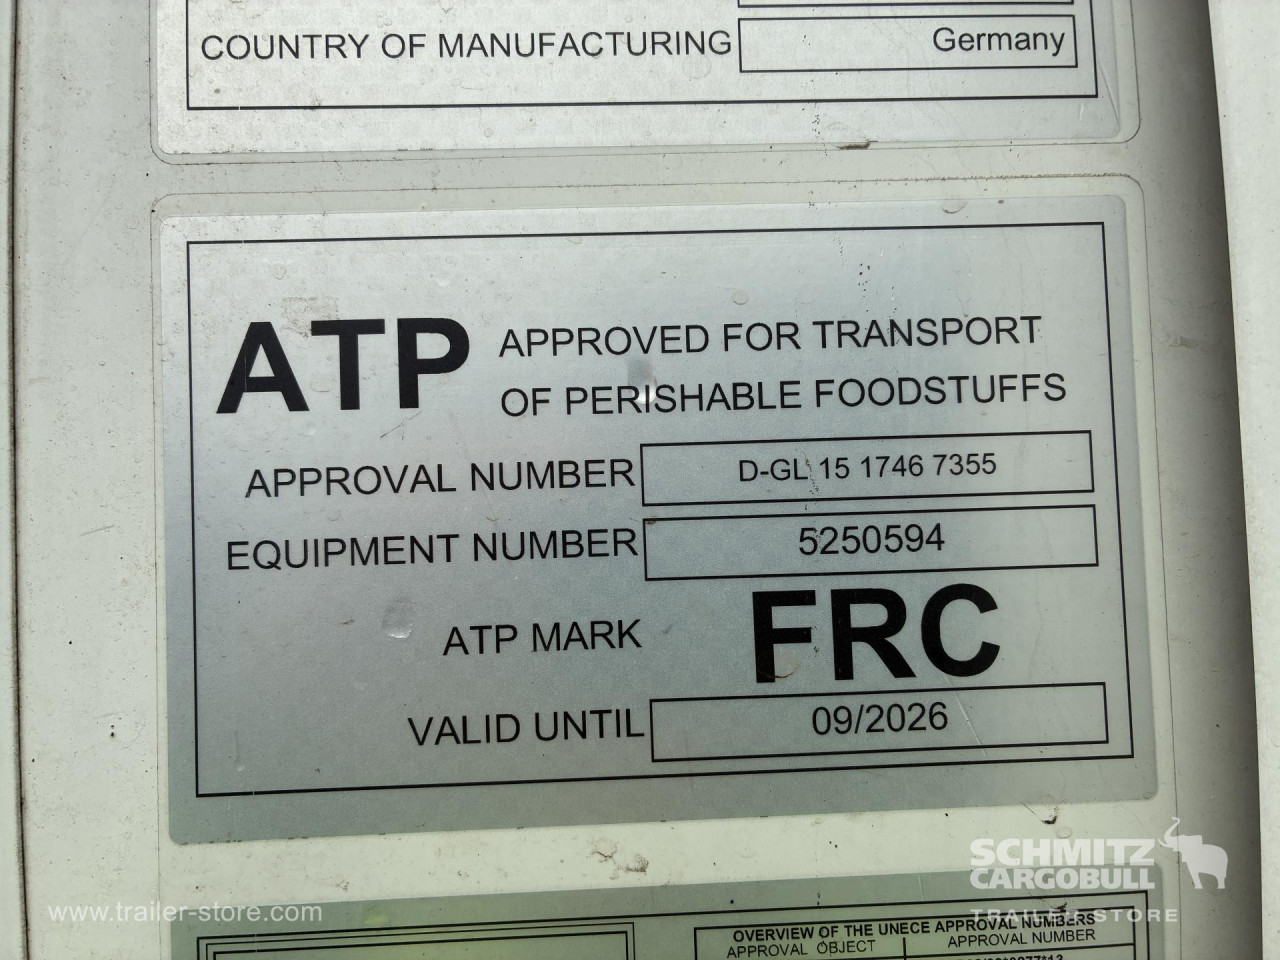 COUNTRY OF MANUFACTURING Germany
ATP APPROVED FOR TRANSPORT
OF PERISHABLE FOODSTUFFS
APPROVAL NUMBER D-GL 15 1746 7355
EQUIPMENT NUMBER 5250594
ATP MARK FRC
VALID UNTIL 09/2026
SCHMITZ
CARGOBULL
TRAILER STORE
www.trailer-store.com
OVERVIEW OF THE UNECE APPROVAL NUMBERS
APPROVAL OBJECT APPROVAL NUMBER